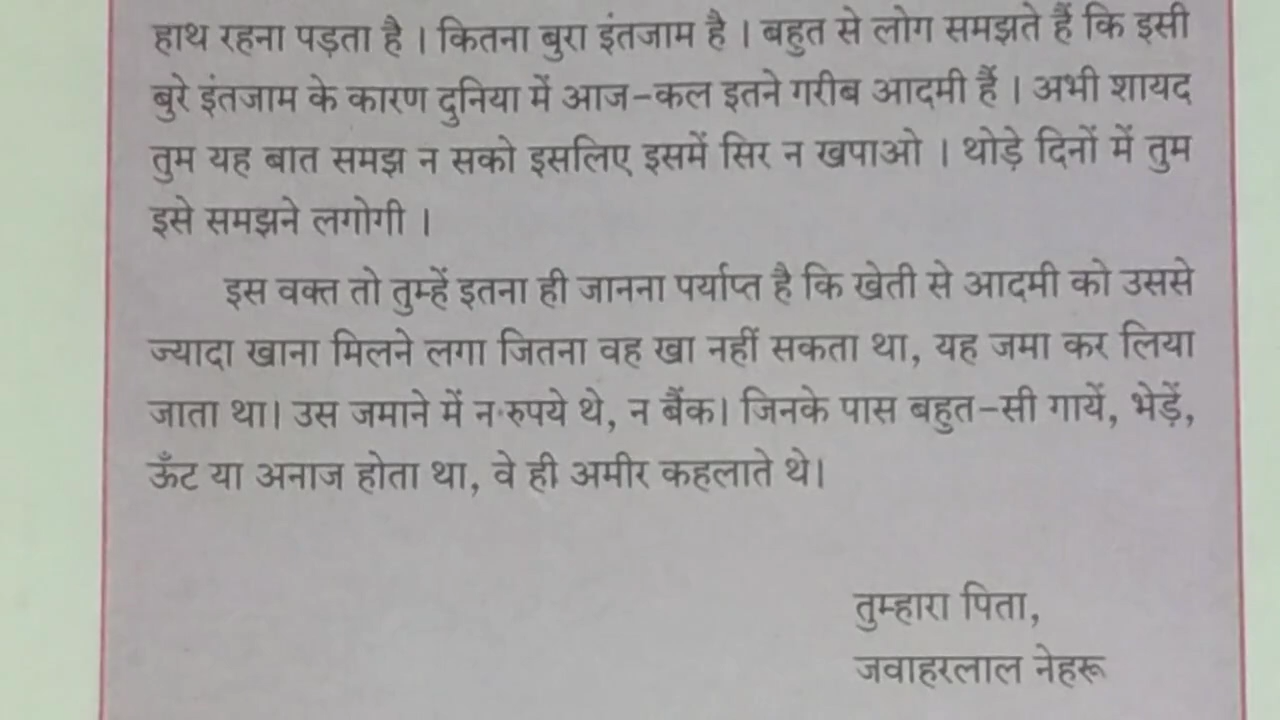 हाथ रहना पड़ता है । कितना बुरा इंतजाम है । बहुत से लोग समझते हैं कि इसी
बुरे इंतजाम के कारण दुनिया में आज-कल इतने गरीब आदमी हैं । अभी शायद
तुम यह बात समझ न सको इसलिए इसमें सिर न खपाओ । थोड़े दिनों में तुम
इसे समझने लगोगी ।
इस वक्त तो तुम्हें इतना ही जानना पर्याप्त है कि खेती से आदमी को उससे
ज्यादा खाना मिलने लगा जितना वह खा नहीं सकता था, यह जमा कर लिया
जाता था। उस जमाने में न रुपये थे, न बैंक। जिनके पास बहुत-सी गायें, भेड़ें,
ऊँट या अनाज होता था, वे ही अमीर कहलाते थे।
तुम्हारा पिता,
जवाहरलाल नेहरू